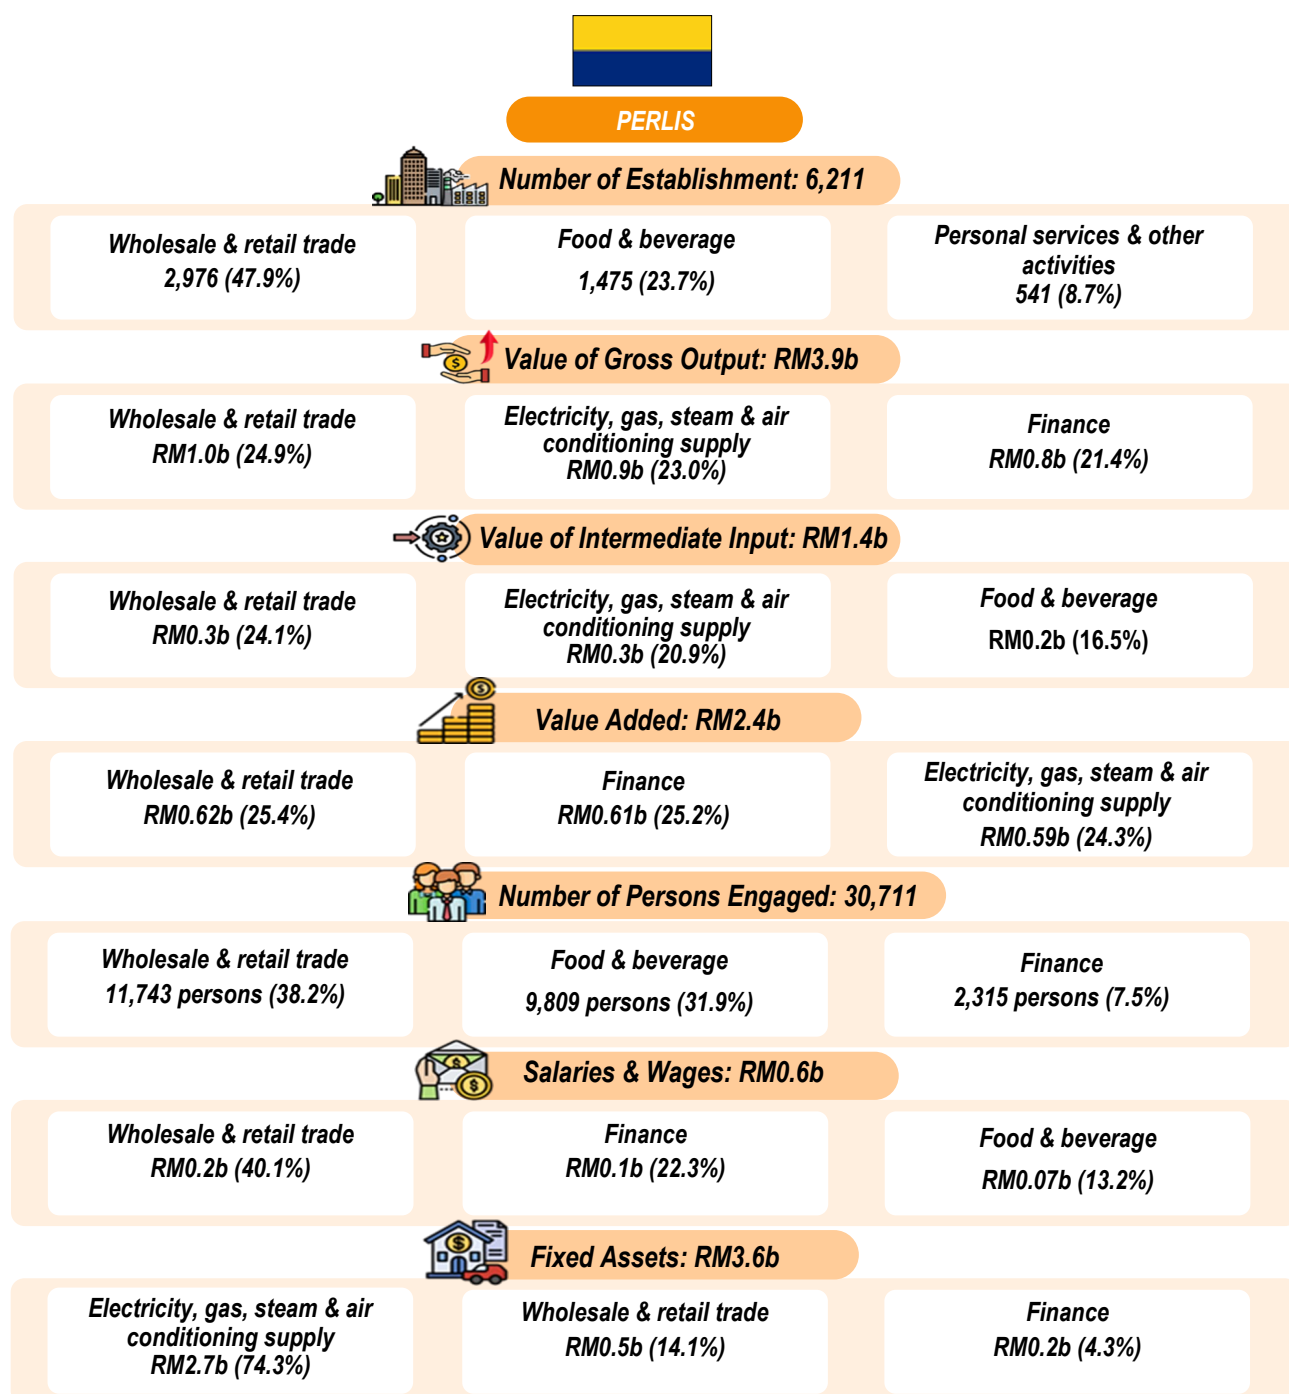 PERLIS
Number of Establishment: 6,211
Wholesale & retail trade
2,976 (47.9%)
Food & beverage
1,475 (23.7%)
Personal services & other
activities
541 (8.7%)
Value of Gross Output: RM3.9b
Wholesale & retail trade
RM1.0b (24.9%)
Electricity, gas, steam & air
conditioning supply
RM0.9b (23.0%)
Finance
RM0.8b (21.4%)
Value of Intermediate Input: RM1.4b
Wholesale & retail trade
RM0.3b (24.1%)
Electricity, gas, steam & air
conditioning supply
RM0.3b (20.9%)
Food & beverage
RM0.2b (16.5%)
Value Added: RM2.4b
Wholesale & retail trade
RM0.62b (25.4%)
Finance
RM0.61b (25.2%)
Electricity, gas, steam & air
conditioning supply
RM0.59b (24.3%)
Number of Persons Engaged: 30,711
Wholesale & retail trade
11,743 persons (38.2%)
Food & beverage
9,809 persons (31.9%)
Finance
2,315 persons (7.5%)
Salaries & Wages: RM0.6b
Wholesale & retail trade
RM0.2b (40.1%)
Finance
RM0.1b (22.3%)
Food & beverage
RM0.07b (13.2%)
Fixed Assets: RM3.6b
Electricity, gas, steam & air
conditioning supply
RM2.7b (74.3%)
Wholesale & retail trade
RM0.5b (14.1%)
Finance
RM0.2b (4.3%)